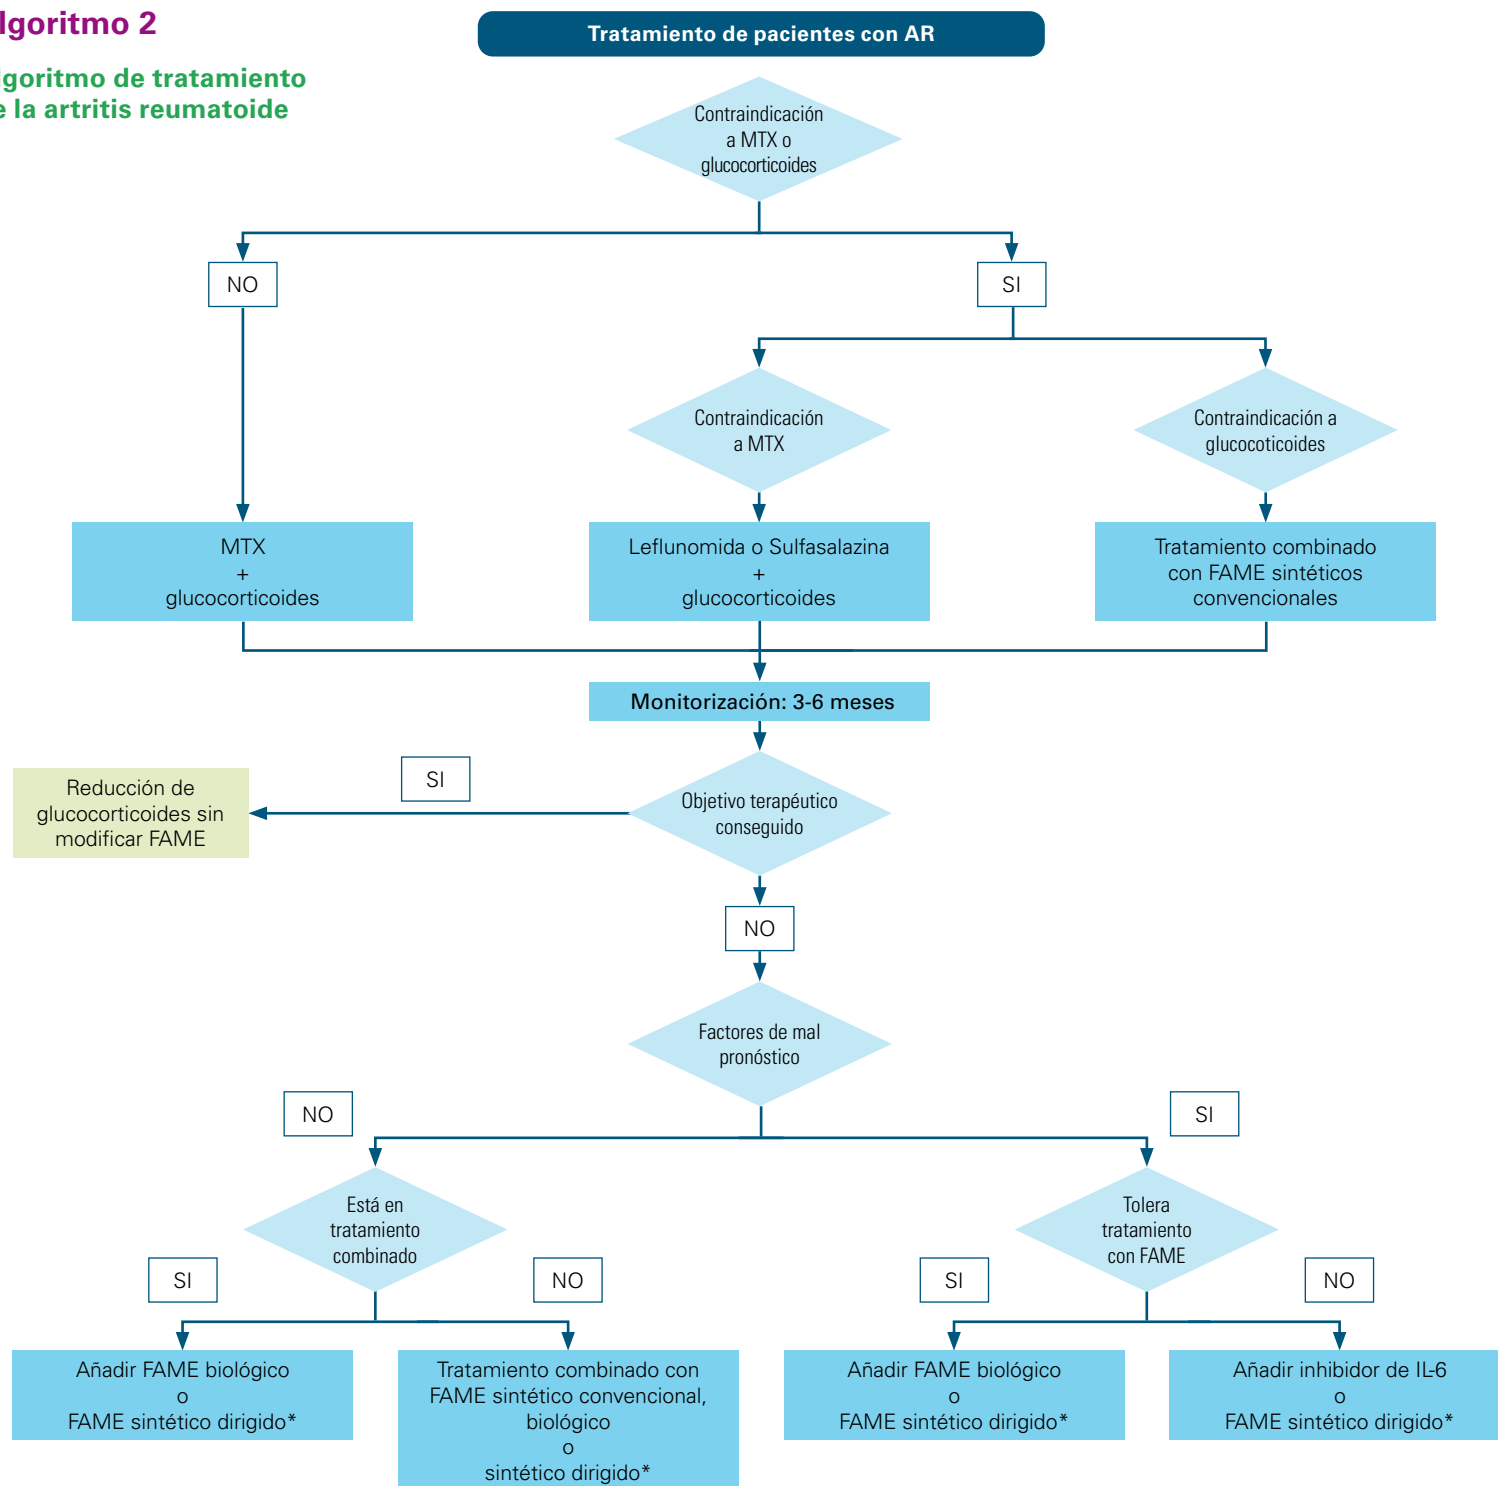 lgoritmo 2
Tratamiento de pacientes con AR
goritmo de tratamiento
e la artritis reumatoide
Contraindicación
a MTX o
glucocorticoides
NO
SI
Contraindicación
a MTX
Contraindicación a
glucocoticoides
MTX
+
glucocorticoides
Leflunomida o Sulfasalazina
+
glucocorticoides
Tratamiento combinado
con FAME sintéticos
convencionales
Monitorización: 3-6 meses
SI
Reducción de
glucocorticoides sin
modificar FAME
Objetivo terapéutico
conseguido
NO
Factores de mal
pronóstico
NO
SI
Está en
tratamiento
combinado
Tolera
tratamiento
con FAME
SI
NO
SI
NO
Añadir FAME biológico
o
FAME sintético dirigido*
Tratamiento combinado con
FAME sintético convencional,
biológico
o
sintético dirigido*
Añadir FAME biológico
o
FAME sintético dirigido*
Añadir inhibidor de IL-6
o
FAME sintético dirigido*